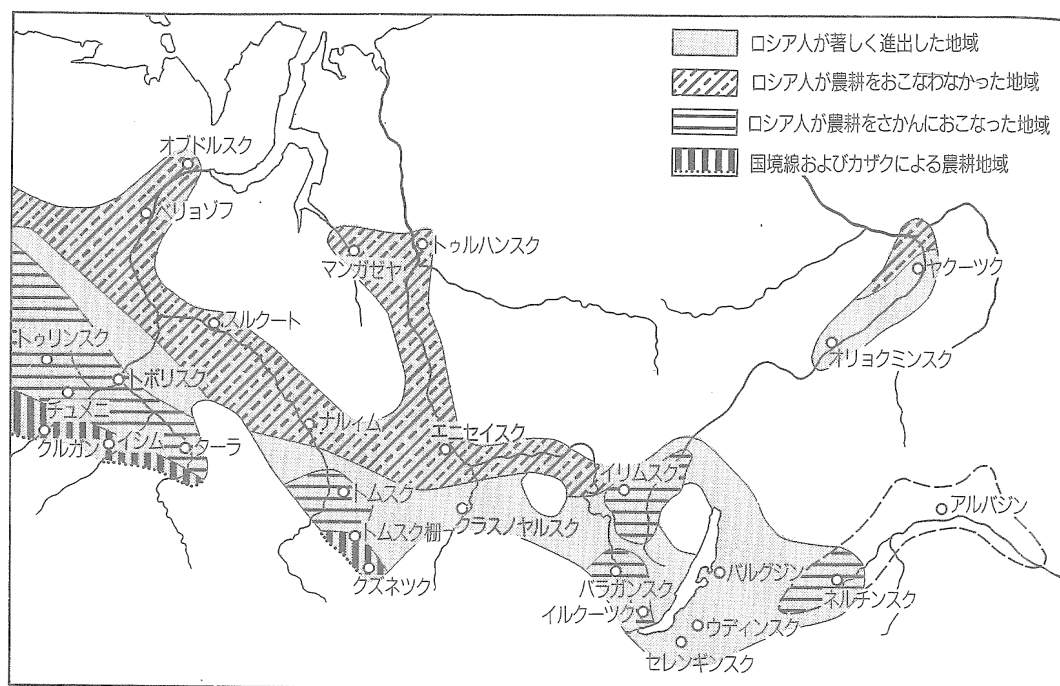 ロシア人が著しく進出した地域
ロシア人が農耕をおこなわなかった地域
ロシア人が農耕をさかんにおこなった地域
国境線およびカザクによる農耕地域
オブドルスク
ベリョゾフ
トゥルハンスク
マンガゼヤ
ヤクーツク
スルクート
オリョクミンスク
トゥリンスク
トボリスク
チュメニ
ナルィム
エニセイスク
クルガン
イシム
ターラ
イリムスク
トムスク
アルバジン
クラスノヤルスク
トムスク柵
クズネツク
バラガンスク
バルグジン
ネルチンスク
イルクーツク
ウディンスク
セレンギンスク